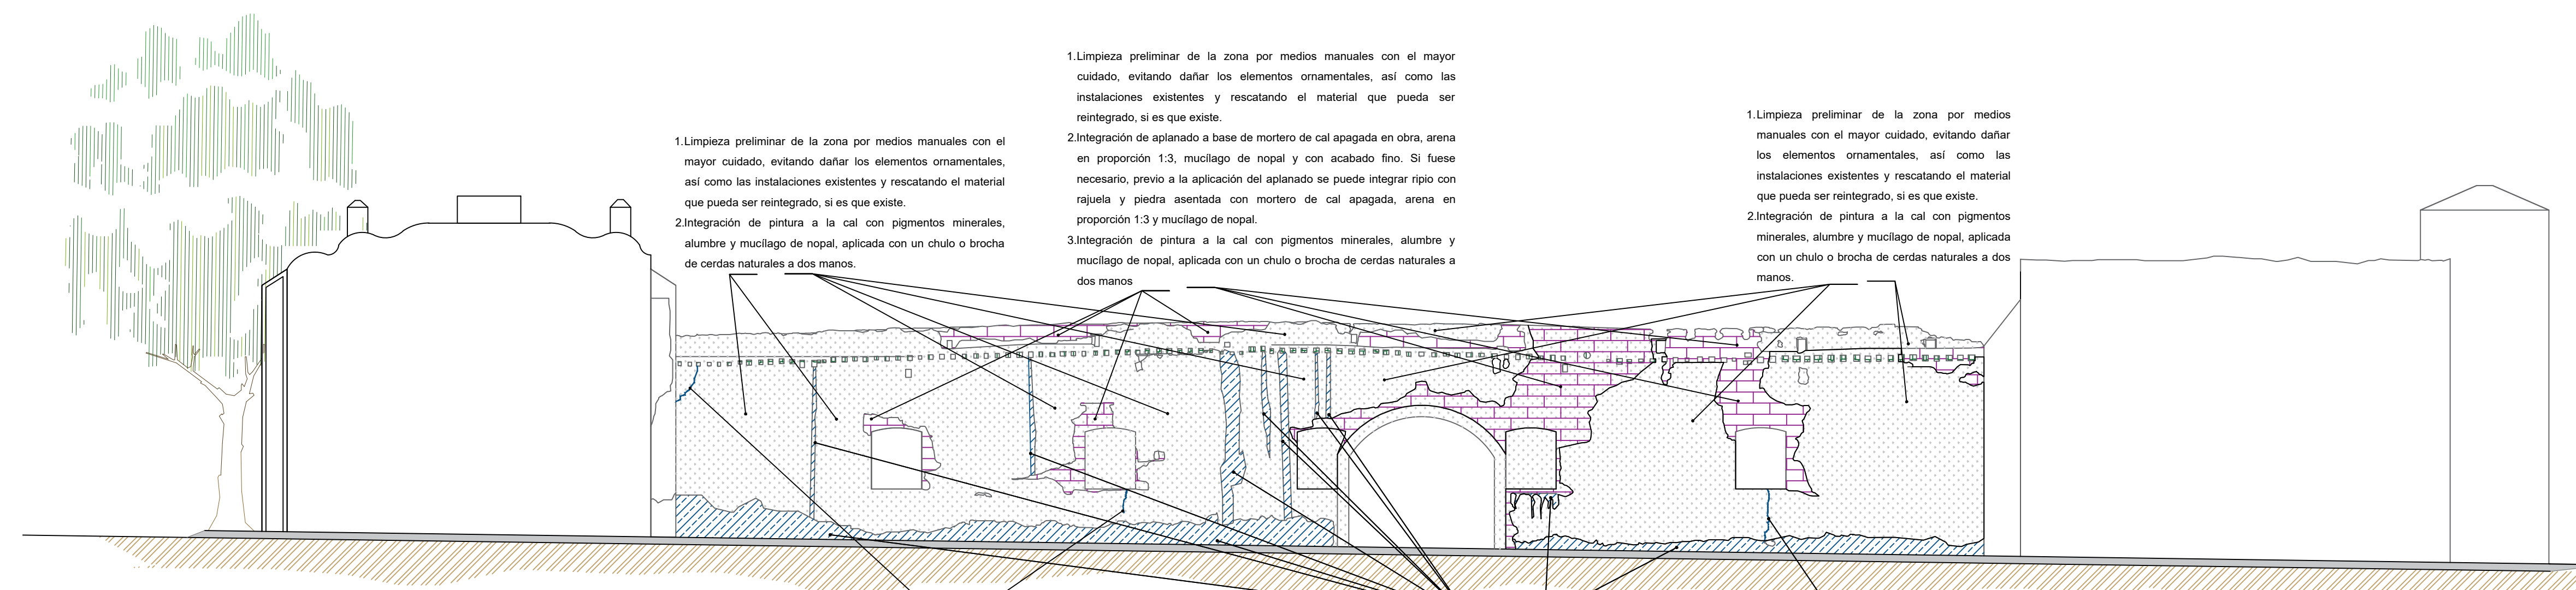 1.Limpieza preliminar de la zona por medios manuales con el
mayor cuidado, evitando dañar los elementos ornamentales,
así como las instalaciones existentes y rescatando el material
que pueda ser reintegrado, si es que existe.
2.Integración de pintura a la cal con pigmentos minerales,
alumbre y mucílago de nopal, aplicada con un chulo o brocha
de cerdas naturales a dos manos.
1.Limpieza preliminar de la zona por medios manuales con el mayor
cuidado, evitando dañar los elementos ornamentales, así como las
instalaciones existentes y rescatando el material que pueda ser
reintegrado, si es que existe.
2.Integración de aplanado a base de mortero de cal apagada en obra, arena
en proporción 1:3, mucílago de nopal y con acabado fino. Si fuese
necesario, previo a la aplicación del aplanado se puede integrar ripio con
rajuela y piedra asentada con mortero de cal apagada, arena en
proporción 1:3 y mucílago de nopal.
3.Integración de pintura a la cal con pigmentos minerales, alumbre y
mucílago de nopal, aplicada con un chulo o brocha de cerdas naturales a
dos manos
1.Limpieza preliminar de la zona por medios
manuales con el mayor cuidado, evitando dañar
los elementos ornamentales, así como las
instalaciones existentes y rescatando el material
que pueda ser reintegrado, si es que existe.
2.Integración de pintura a la cal con pigmentos
minerales, alumbre y mucílago de nopal, aplicada
con un chulo o brocha de cerdas naturales a dos
manos.